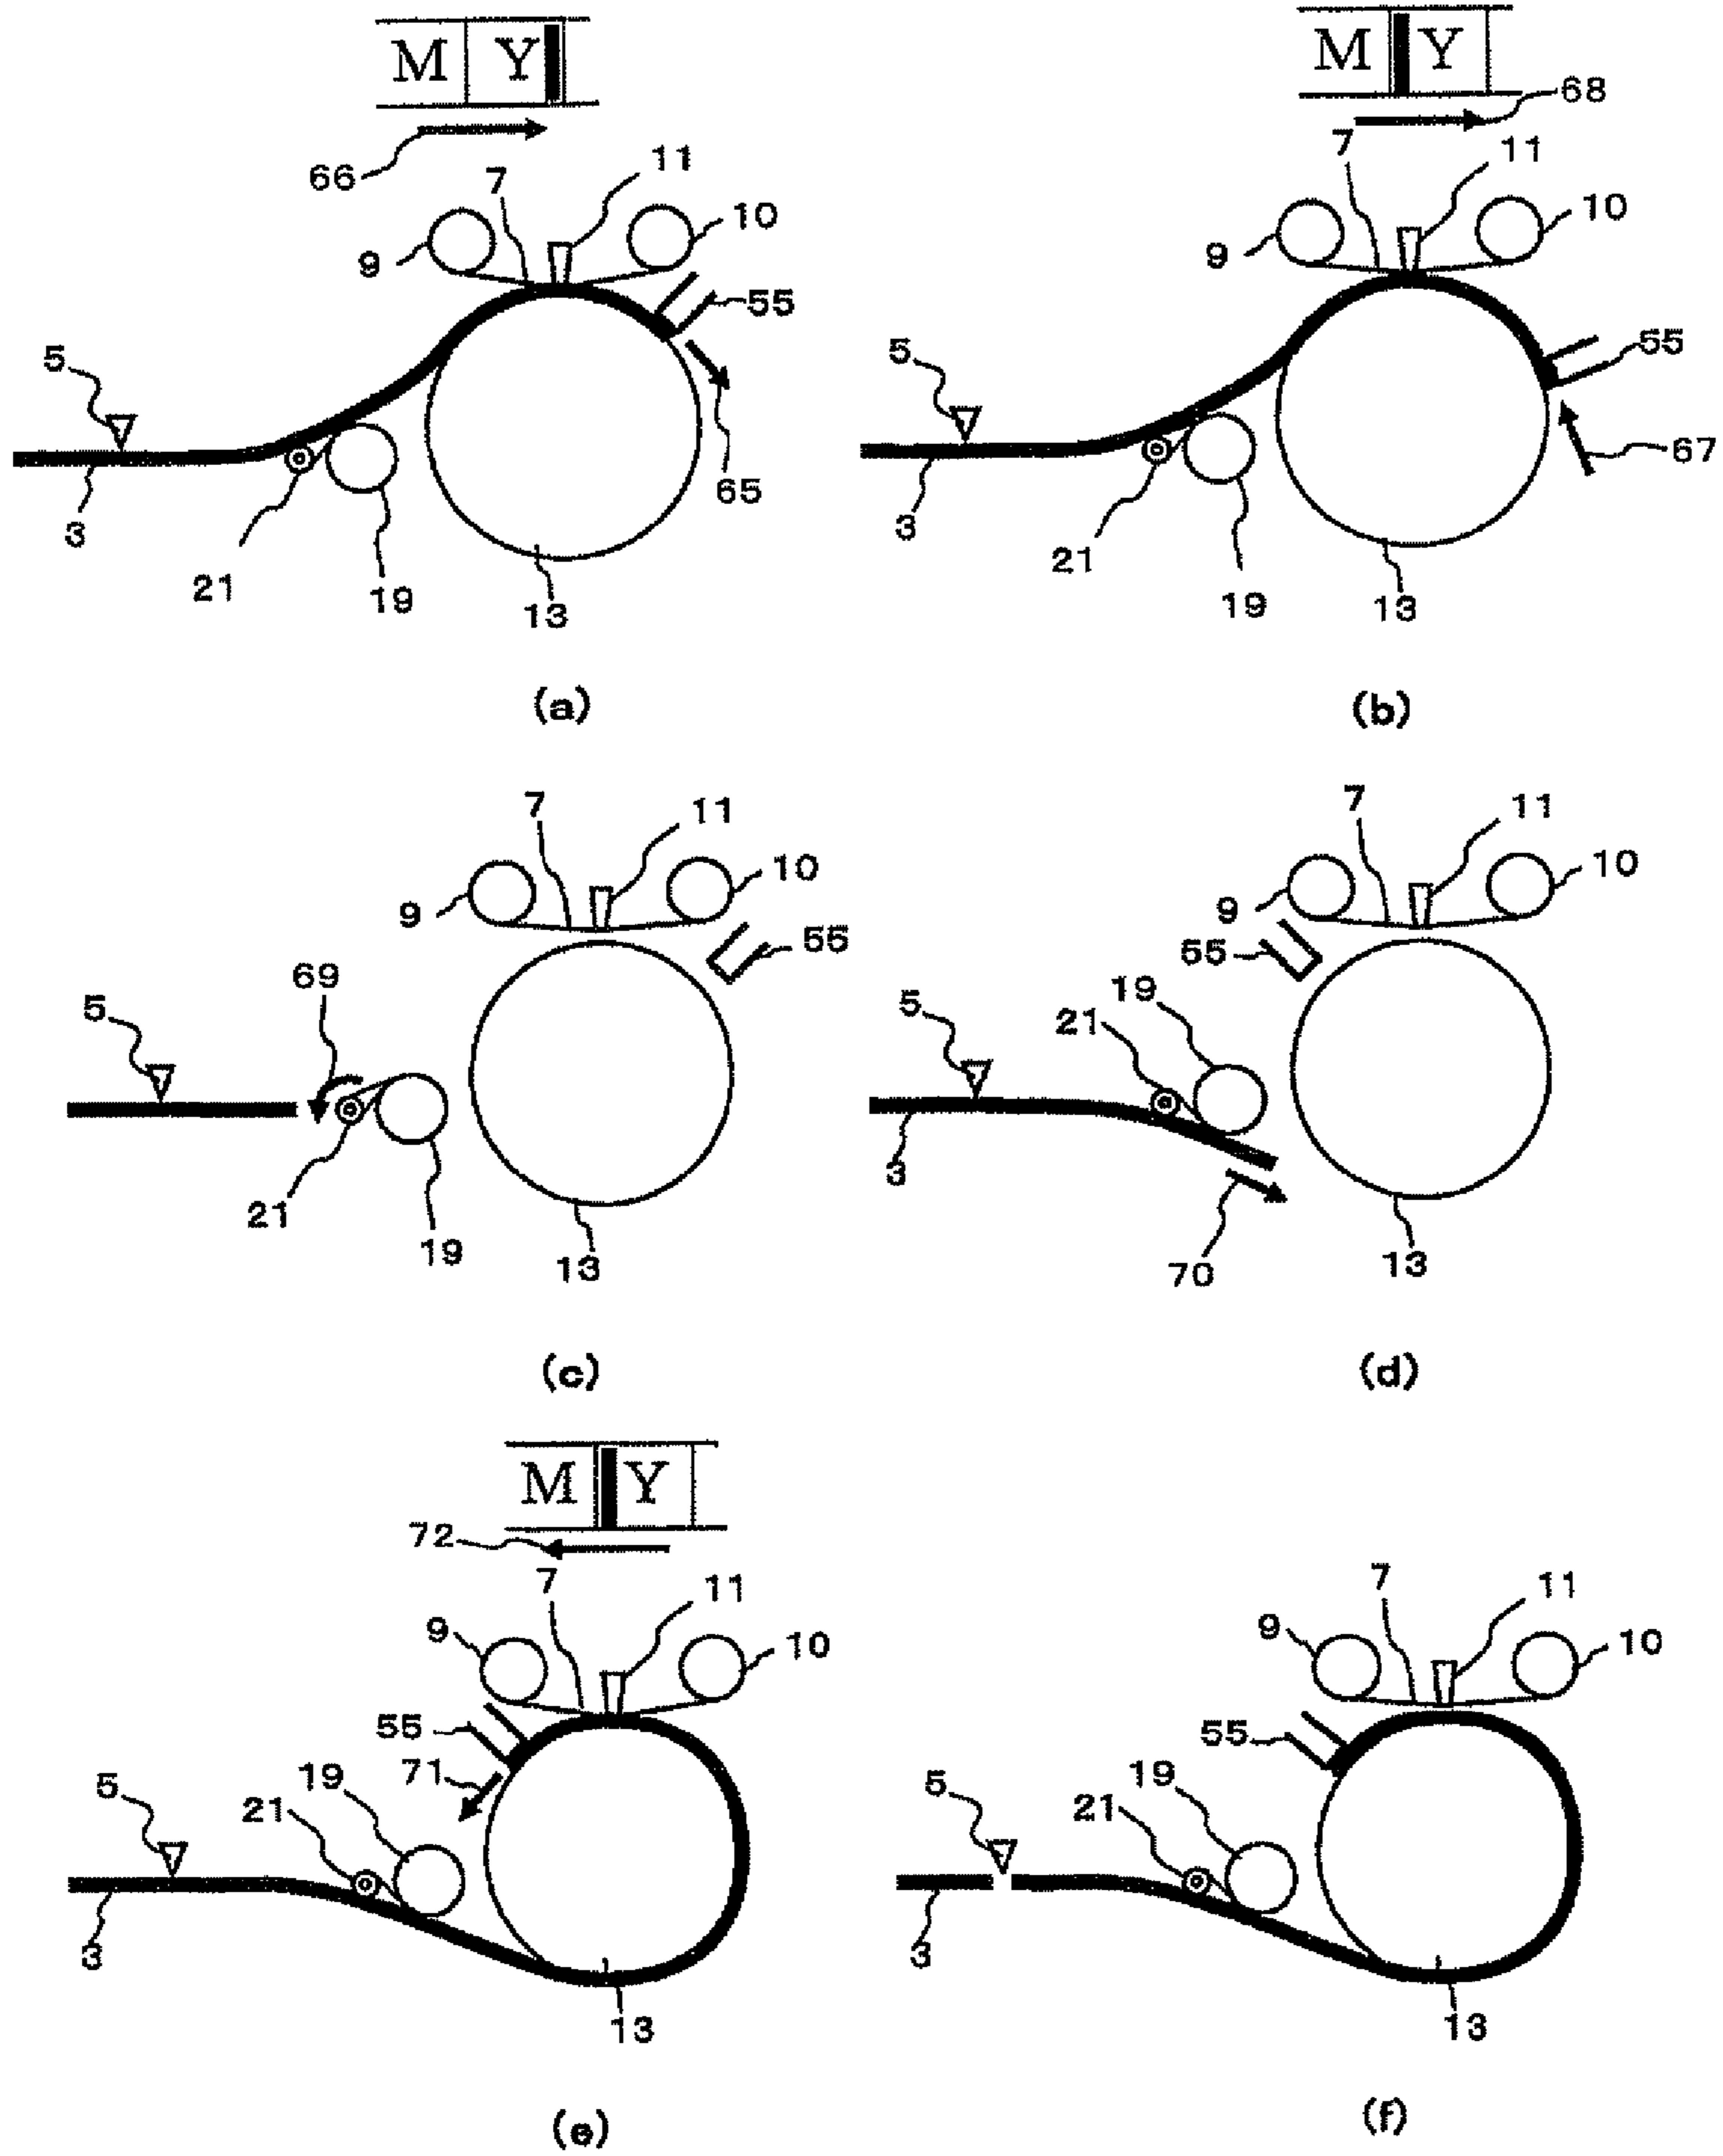 M Y M Y
66 68
7 11 7 11
9 10 9 10
5 55 5 55
3 65 3 67
21 19 13 21 19 13
(a) (b)
7 11 7 11
9 10 9 10
69 55 55
5 5 21 19
21 19 13 3 70 13
(c) (d)
M Y
72
7 11 7 11
9 10 9 10
55 55
71
5 21 19 5 21 19
3 13 3 13
(e) (f)